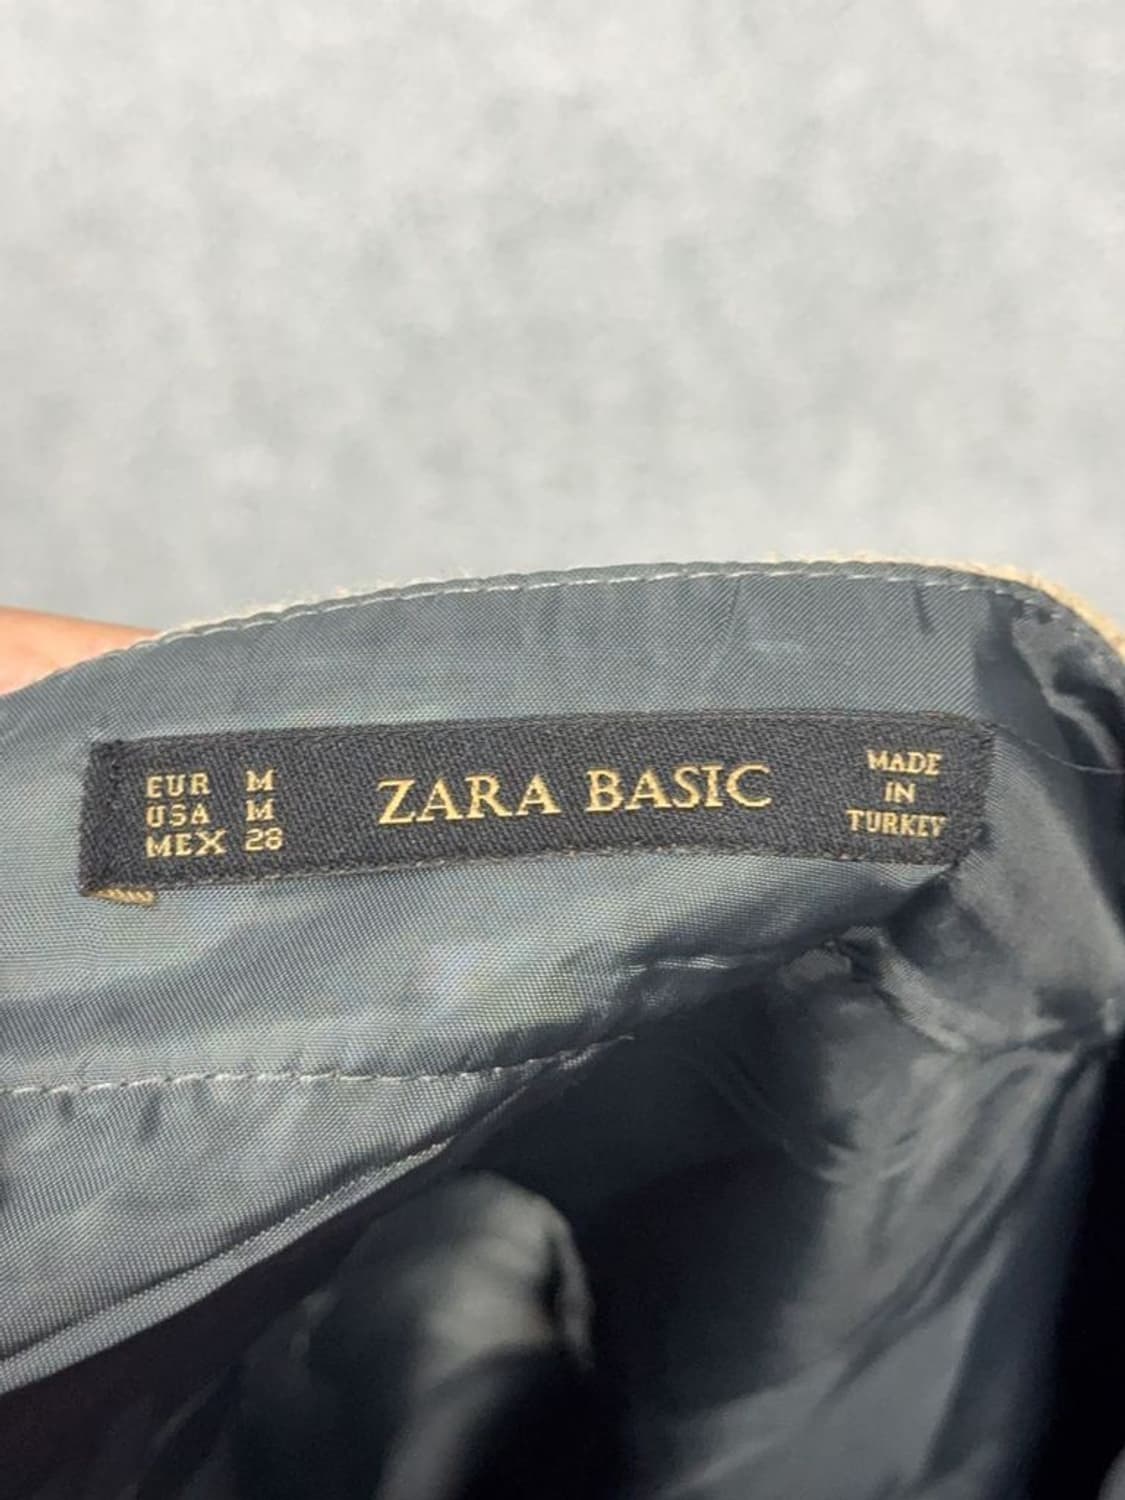 EUR M
USA M
MEX 28
ZARA BASIC
MADE
IN
TURKEY